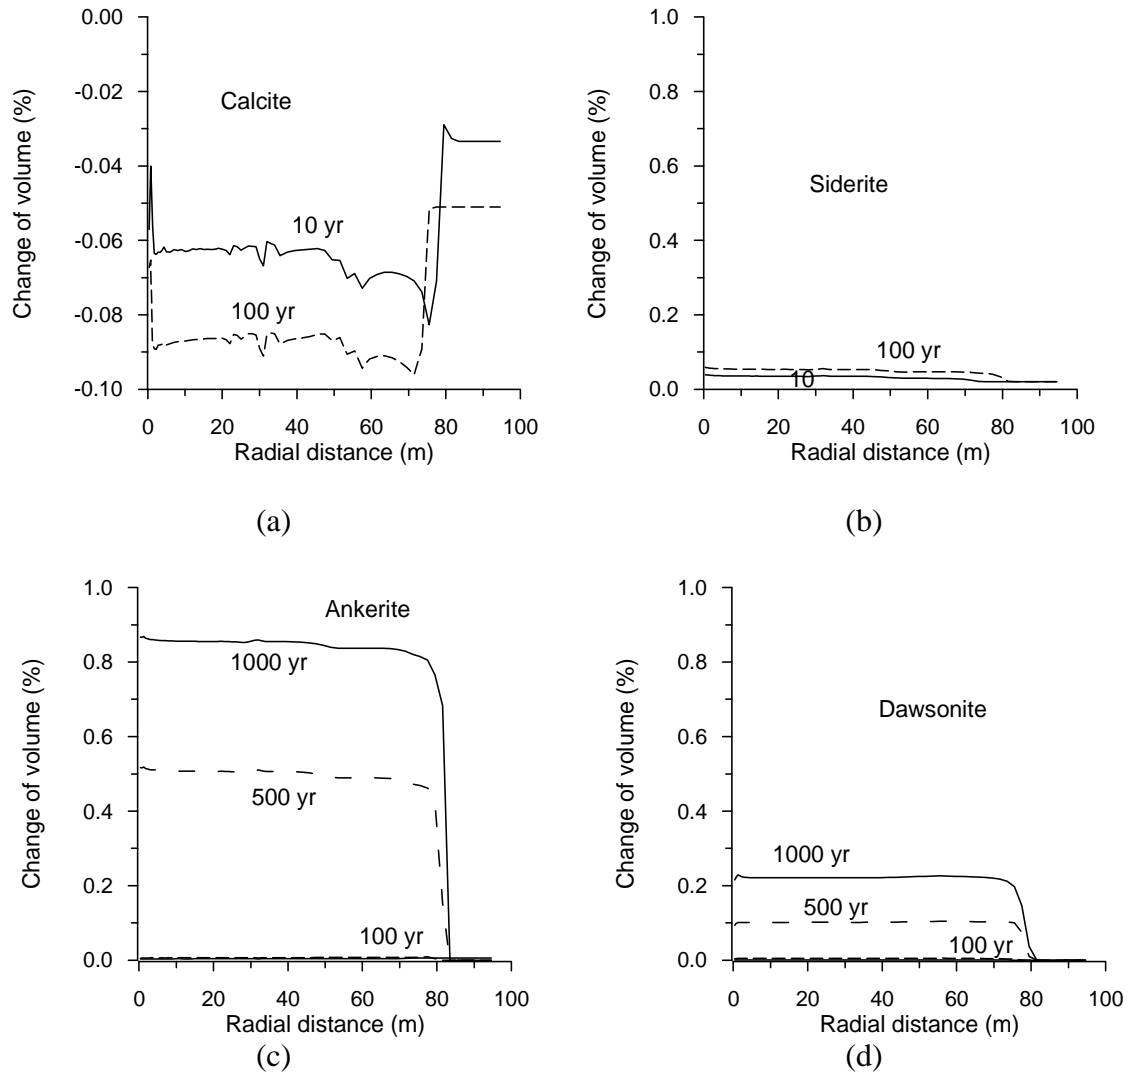 0.00
-0.02
-0.04
-0.06
-0.08
-0.10
Change of volume (%)
Calcite
10 yr
100 yr
0 20 40 60 80 100
Radial distance (m)
(a)
1.0
0.8
0.6
0.4
0.2
0.0
Change of volume (%)
Siderite
100 yr
10
0 20 40 60 80 100
Radial distance (m)
(b)
1.0
0.8
0.6
0.4
0.2
0.0
Change of volume (%)
Ankerite
1000 yr
500 yr
100 yr
0 20 40 60 80 100
Radial distance (m)
(c)
1.0
0.8
0.6
0.4
0.2
0.0
Change of volume (%)
Dawsonite
1000 yr
500 yr
100 yr
0 20 40 60 80 100
Radial distance (m)
(d)